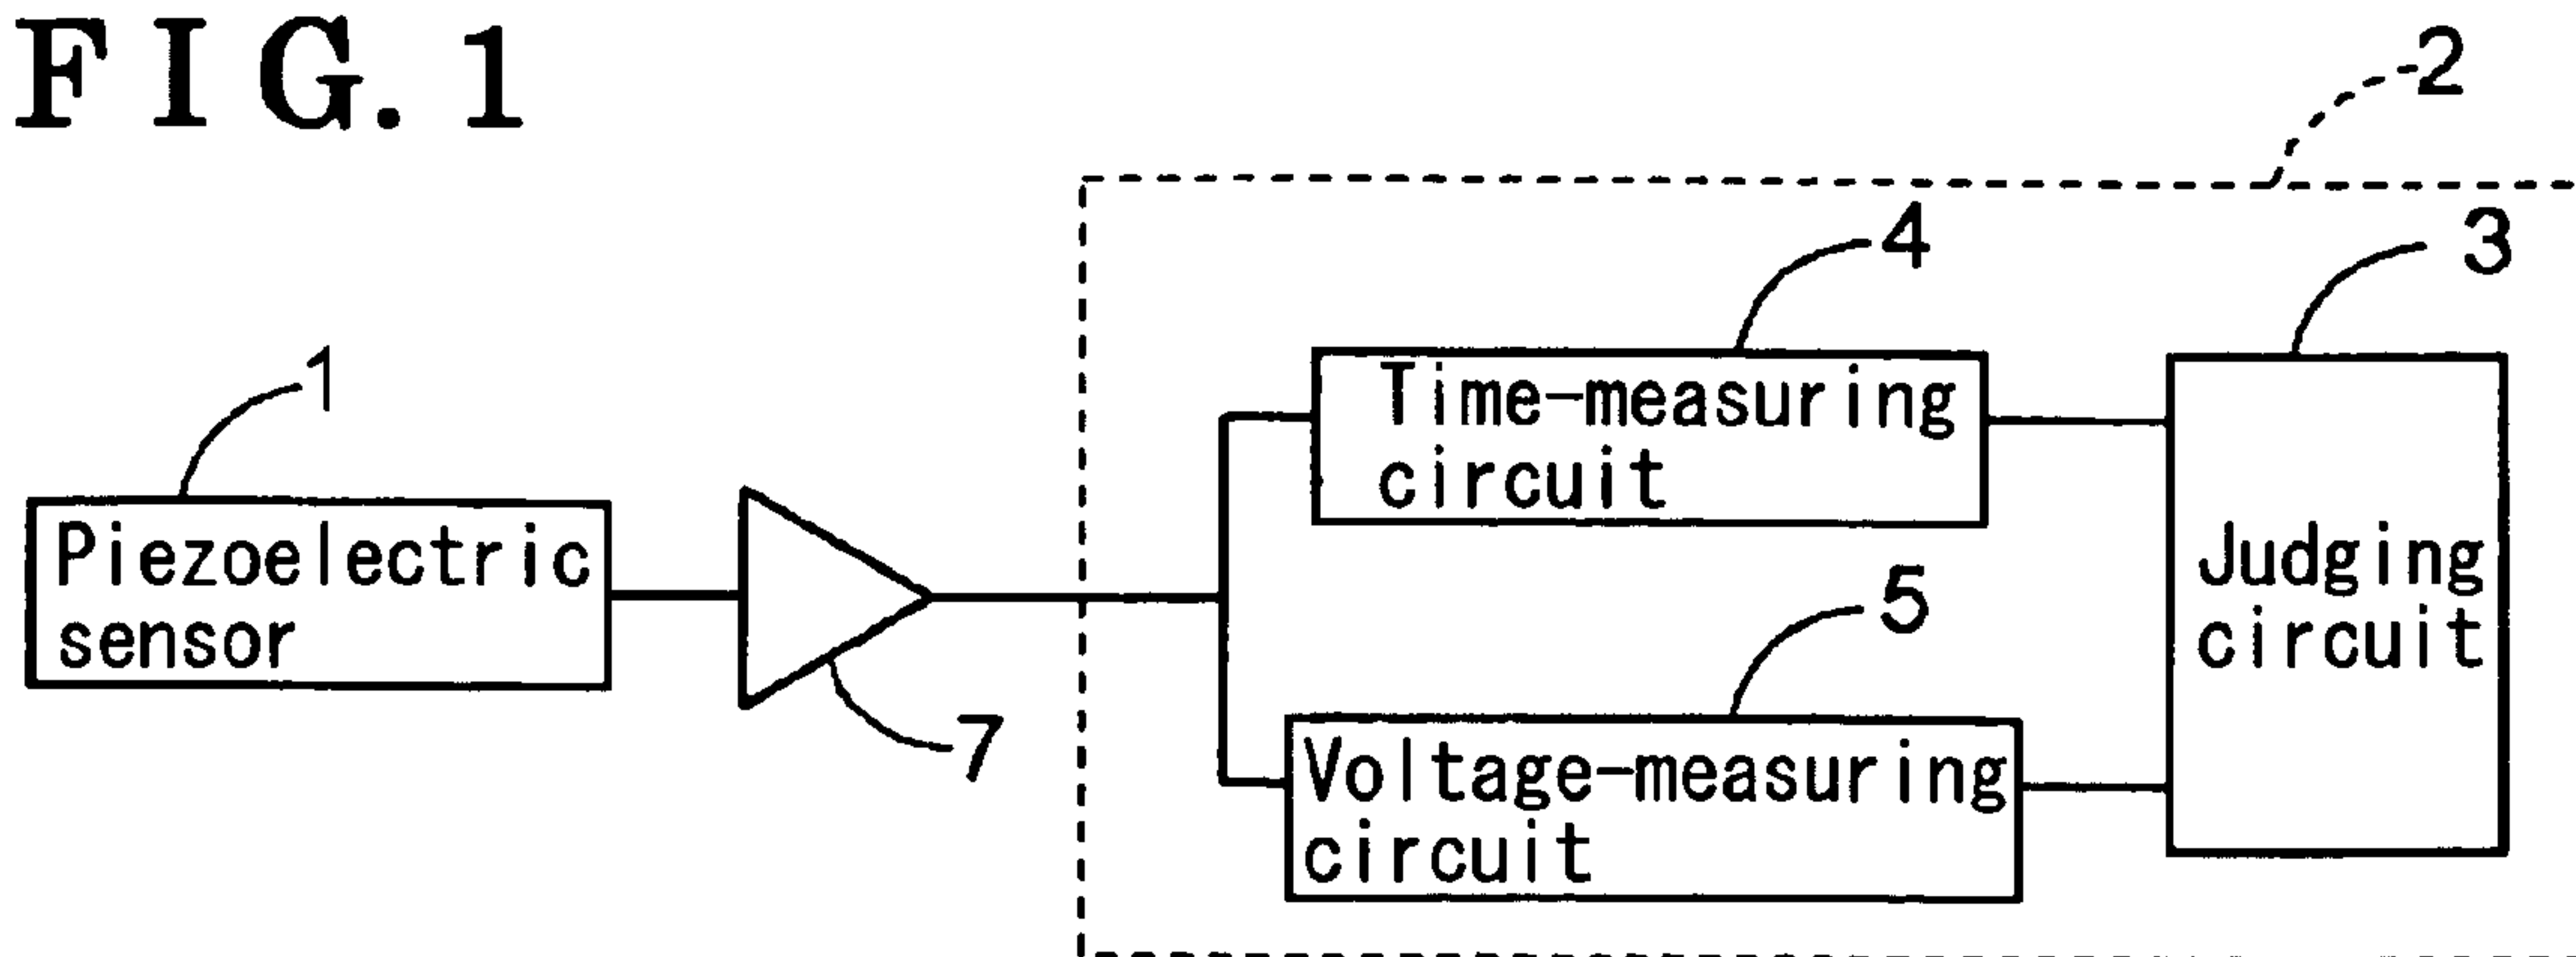 FIG. 1
2
4
3
1
Time-measuring
circuit
Piezoelectric
sensor
Judging
circuit
5
7
Voltage-measuring
circuit